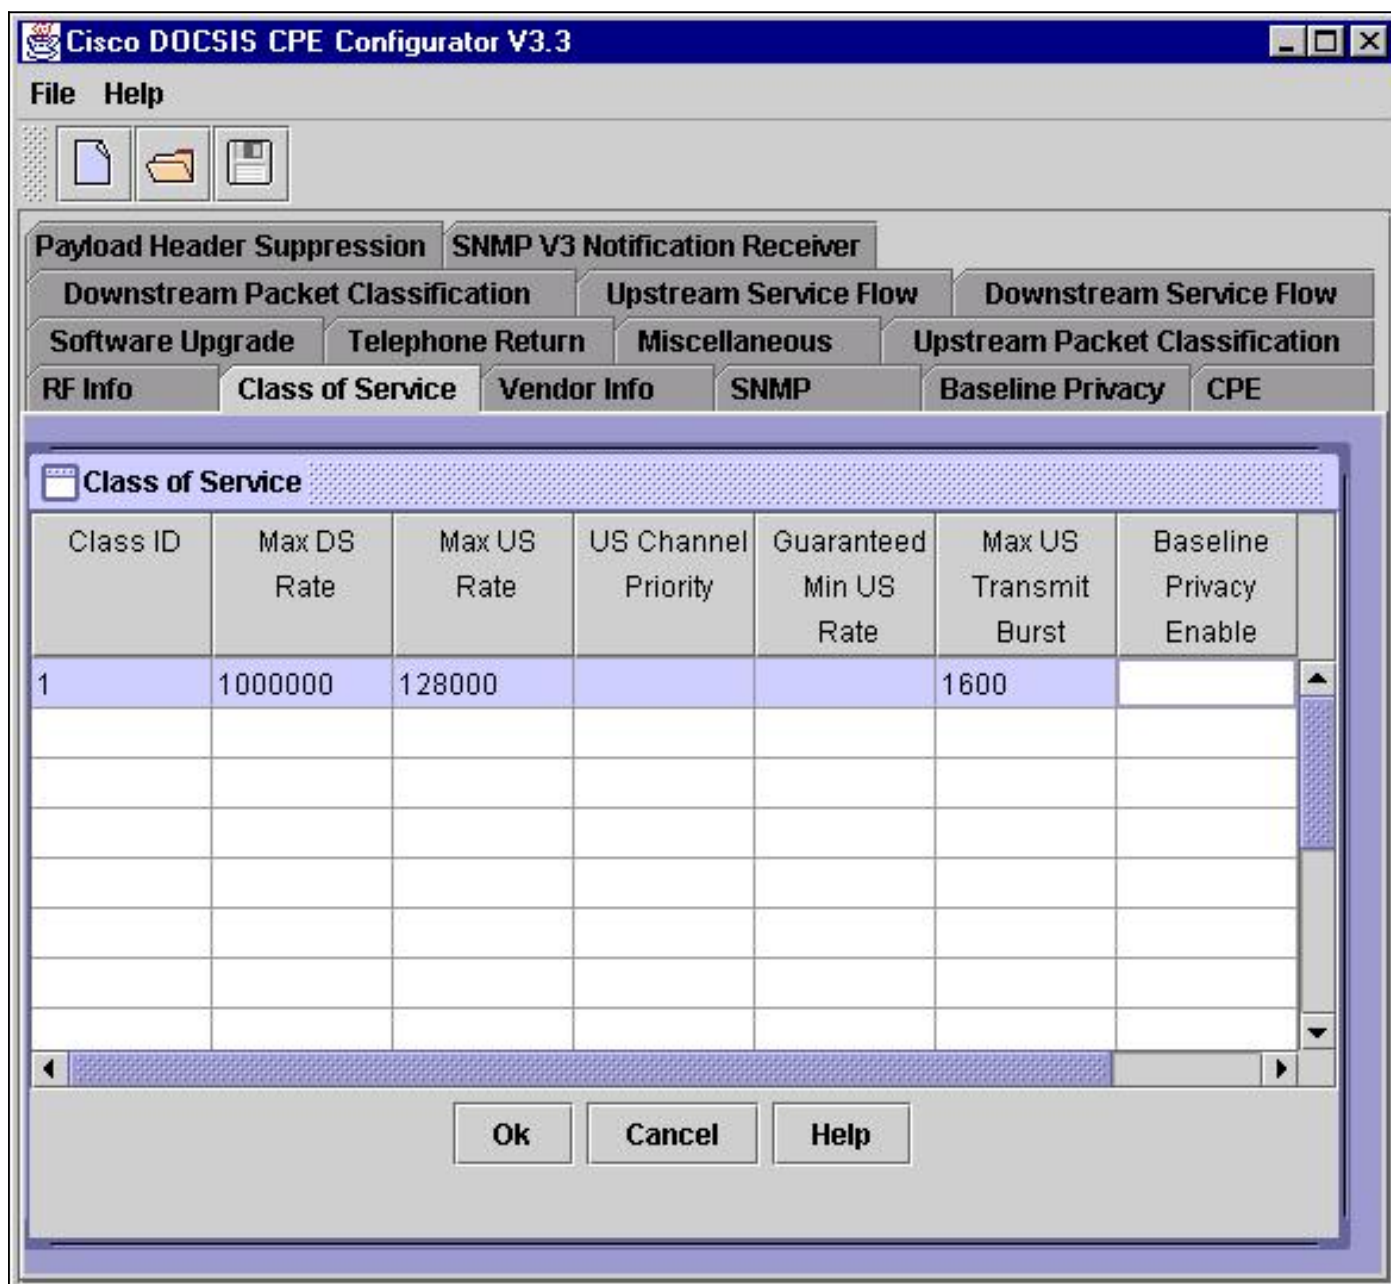 Cisco DOCSIS CPE Configurator V3.3
File Help
Payload Header Suppression SNMP V3 Notification Receiver
Downstream Packet Classification Upstream Service Flow Downstream Service Flow
Software Upgrade Telephone Return Miscellaneous Upstream Packet Classification
RF Info Class of Service Vendor Info SNMP Baseline Privacy CPE
Class of Service
Class ID Max DS Max US US Channel Guaranteed Max US Baseline
Rate Rate Priority Min US Transmit Privacy
Rate Burst Enable
1 1000000 128000 1600
Ok Cancel Help